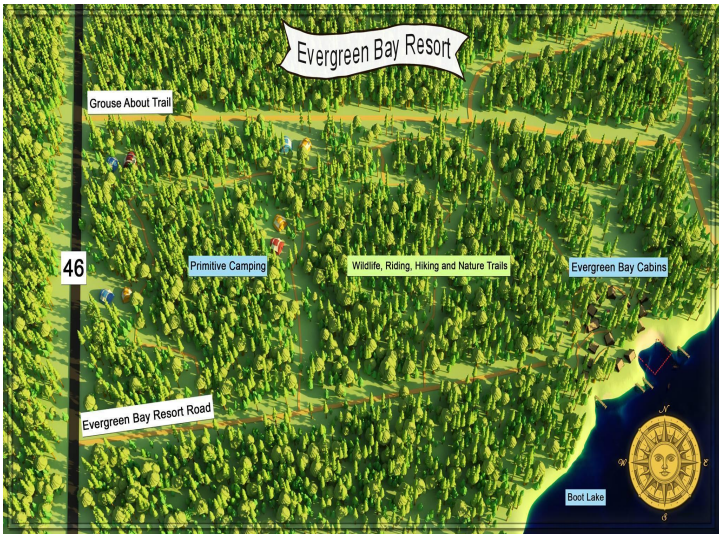 Evergreen Bay Resort
Grouse About Trail
46
Primitive Camping
Wildlife, Riding, Hiking and Nature Trails
Evergreen Bay Cabins
Evergreen Bay Resort Road
N
W
E
S
Boot Lake